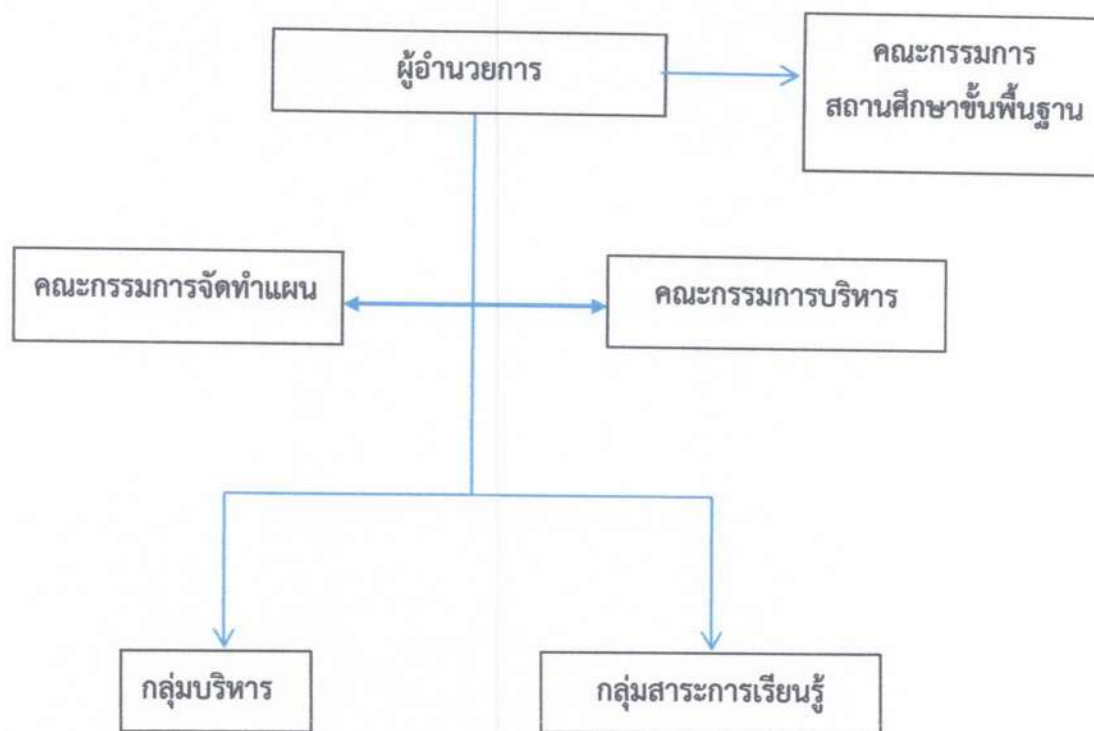 ผู้อำนวยการ
คณะกรรมการ
สถานศึกษาขั้นพื้นฐาน
คณะกรรมการจัดทำแผน
คณะกรรมการบริหาร
กลุ่มบริหาร
กลุ่มสาระการเรียนรู้